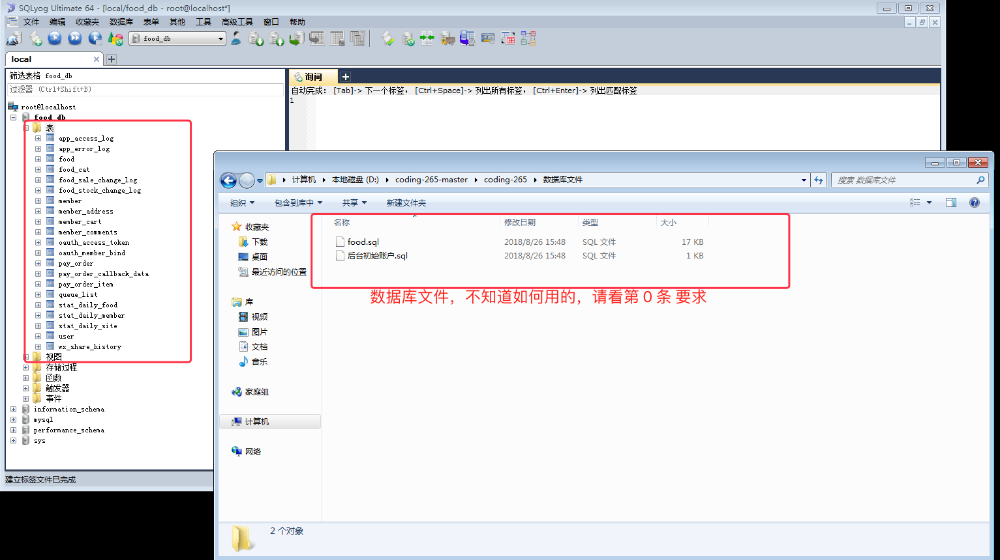 SQLyog Ultimate 64 - [local/food_db - root@localhost*]
文件 编辑 收藏夹 数据库 表单 其他 工具 高级工具 窗口 帮助
food_db
local
筛选表格 food_db
过滤器 (Ctrl+Shift+B)
root@localhost
food_db
表
app_access_log
app_error_log
food
food_cat
food_sale_change_log
food_stock_change_log
member
member_address
member_cart
member_comments
oauth_access_token
oauth_member_bind
pay_order
pay_order_callback_data
pay_order_item
queue_list
stat_daily_food
stat_daily_member
stat_daily_site
user
wx_share_history
视图
存储过程
函数
触发器
事件
information_schema
mysql
performance_schema
sys
建立标签文件已完成
询问
自动完成: [Tab]-> 下一个标签, [Ctrl+Space]-> 列出所有标签, [Ctrl+Enter]-> 列出匹配标签
1
计算机 本地磁盘 (D:) coding-265-master coding-265 数据库文件
搜索 数据库文件
组织 包含到库中 共享 新建文件夹
收藏夹
下载
桌面
最近访问的位置
库
视频
图片
文档
音乐
家庭组
计算机
网络
名称 修改日期 类型 大小
food.sql 2018/8/26 15:48 SQL 文件 17 KB
后台初始账户.sql 2018/8/26 15:48 SQL 文件 1 KB
数据库文件，不知道如何用的，请看第 0 条 要求
2 个对象